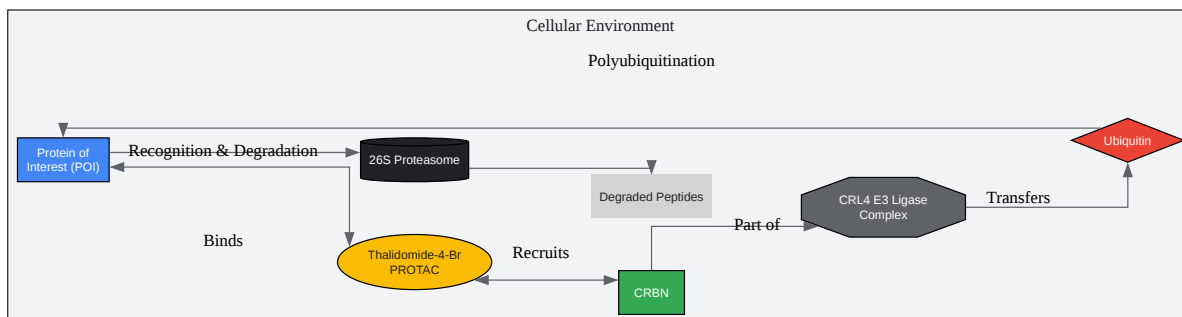 Cellular Environment
Polyubiquitination
Protein of
Interest (POI)
Recognition & Degradation
26S Proteasome
Ubiquitin
Degraded Peptides
CRL4 E3 Ligase
Complex
Transfers
Part of
Binds
Thalidomide-4-Br
PROTAC
Recruits
CRBN